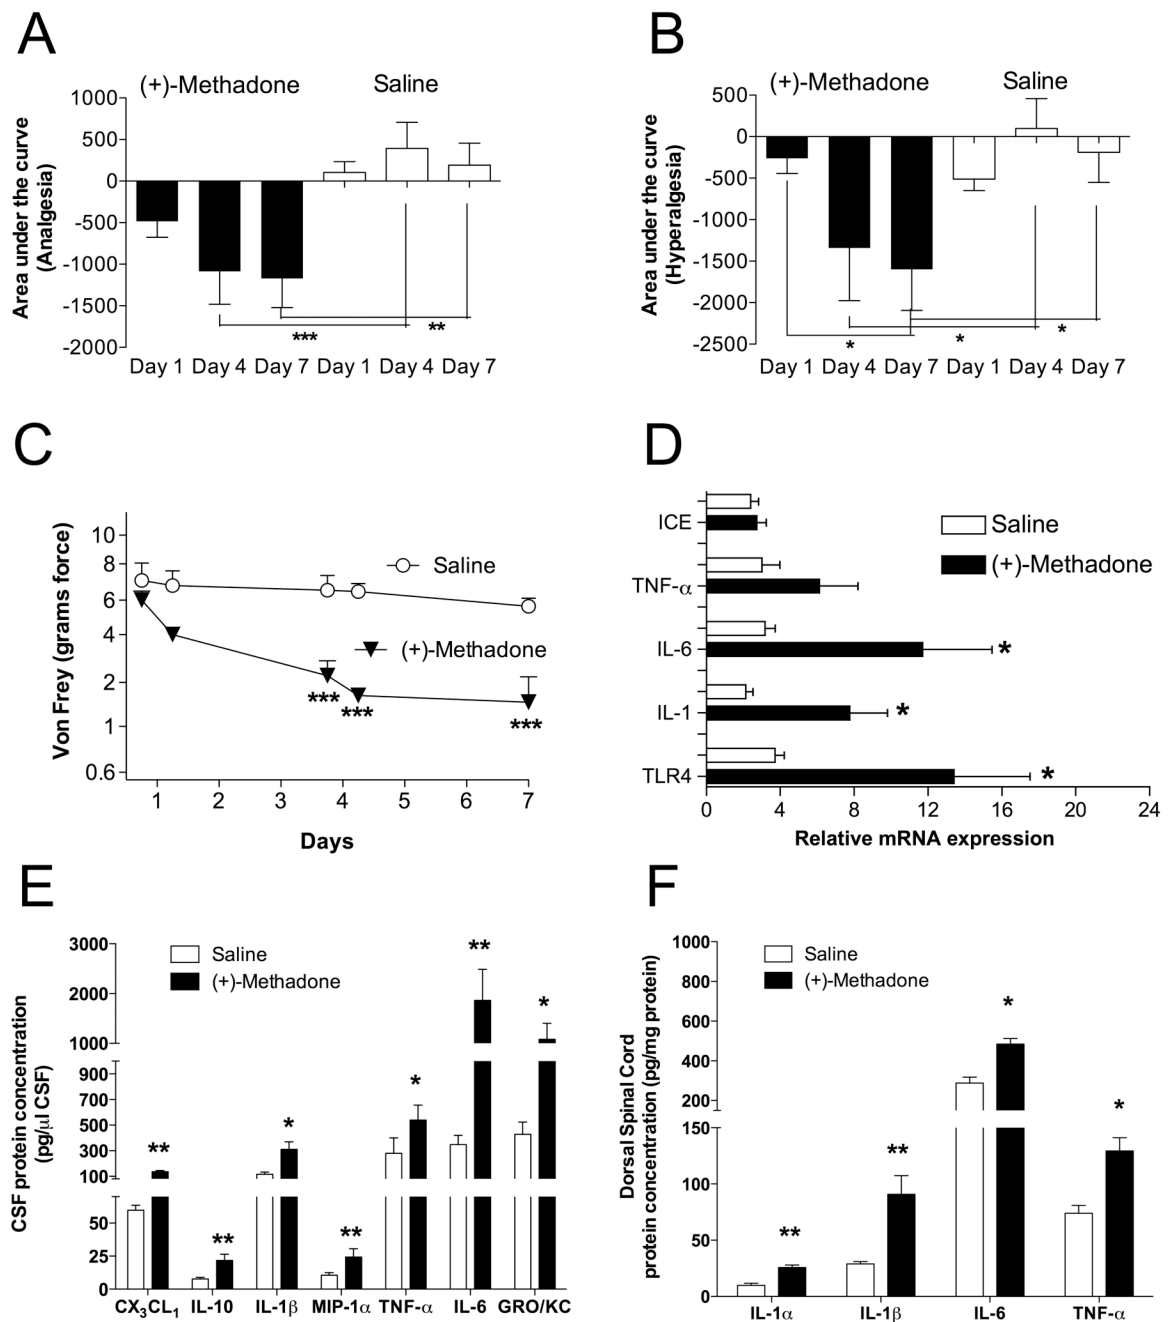 A
(+)-Methadone Saline
Area under the curve
(Analgesia)
1000
500
0
-500
-1000
-1500
-2000
*** **
Day 1 Day 4 Day 7 Day 1 Day 4 Day 7
B
(+)-Methadone Saline
Area under the curve
(Hyperalgesia)
500
0
-500
-1000
-1500
-2000
-2500
* * *
Day 1 Day 4 Day 7 Day 1 Day 4 Day 7
C
Von Frey (grams force)
10
8
6
4
2
1
0.6
Saline
(+)-Methadone
*** *** ***
1 2 3 4 5 6 7
Days
D
ICE
TNF-α
IL-6 *
IL-1 *
TLR4 *
Saline
(+)-Methadone
0 4 8 12 16 20 24
Relative mRNA expression
E
CSF protein concentration
(pg/µl CSF)
3000
2000
1000
900
700
500
300
100
50
25
0
Saline
(+)-Methadone
** ** * ** * ** *
CX₃CL₁ IL-10 IL-1β MIP-1α TNF-α IL-6 GRO/KC
F
Dorsal Spinal Cord
protein concentration (pg/mg protein)
1000
800
600
400
200
150
100
50
0
Saline
(+)-Methadone
** ** * *
IL-1α IL-1β IL-6 TNF-α